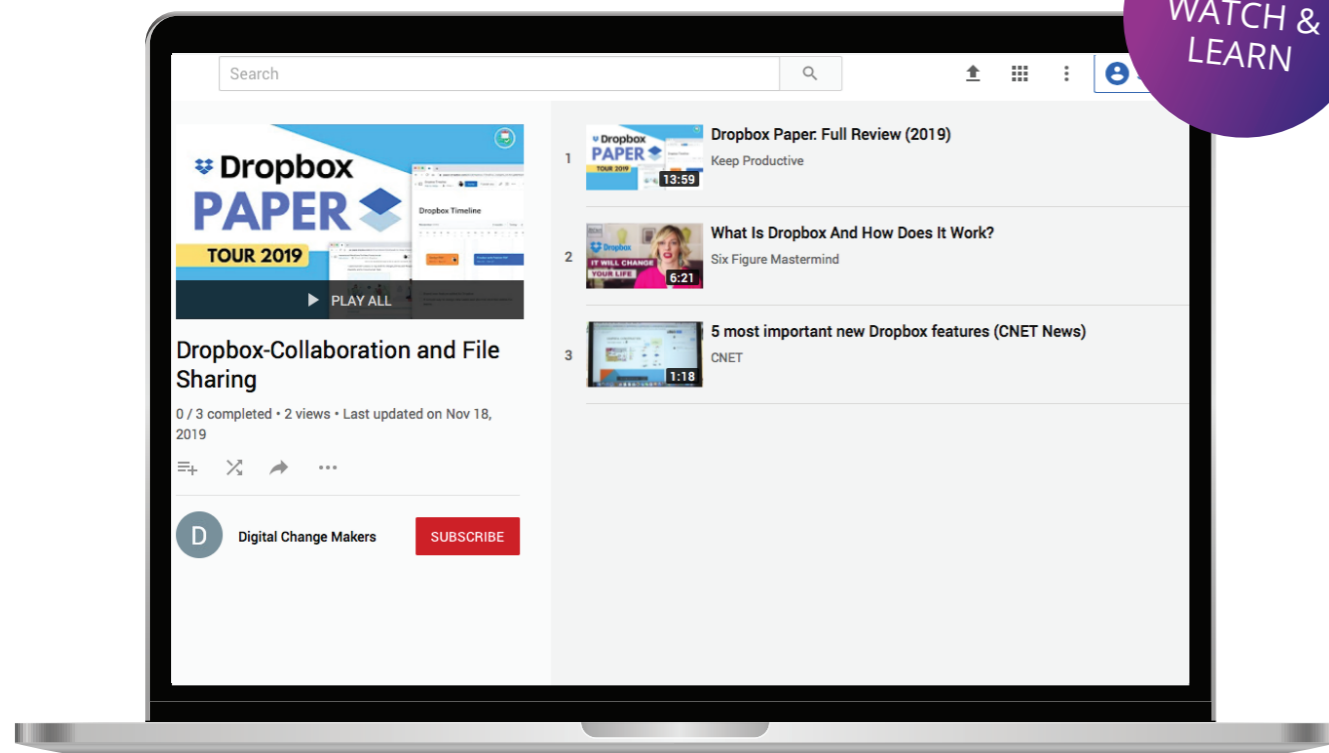 WATCH &
LEARN
Search
Dropbox
PAPER
TOUR 2019
Dropbox Timeline
PLAY ALL
Dropbox-Collaboration and File
Sharing
0 / 3 completed • 2 views • Last updated on Nov 18,
2019
D
Digital Change Makers
SUBSCRIBE
1
Dropbox
PAPER
TOUR 2019
13:59
Dropbox Paper: Full Review (2019)
Keep Productive
2
Dropbox
IT WILL CHANGE
YOUR LIFE
6:21
What Is Dropbox And How Does It Work?
Six Figure Mastermind
3
1:18
5 most important new Dropbox features (CNET News)
CNET